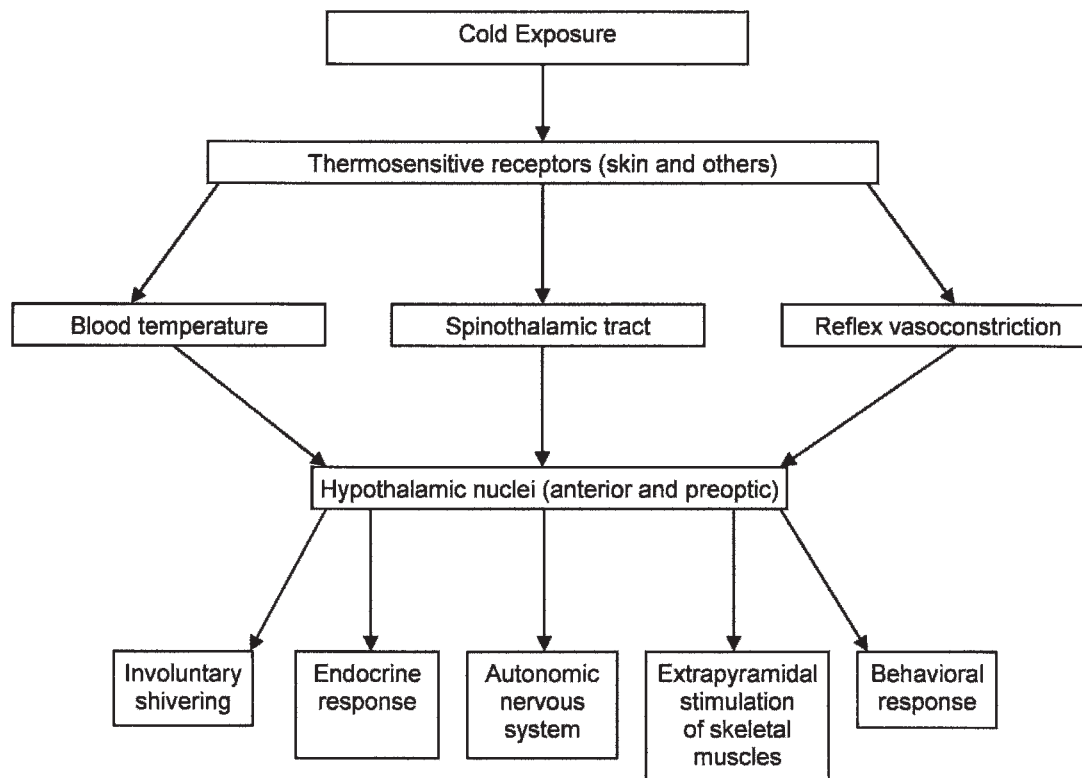 Cold Exposure
Thermosensitive receptors (skin and others)
Blood temperature
Spinothalamic tract
Reflex vasoconstriction
Hypothalamic nuclei (anterior and preoptic)
Involuntary
shivering
Endocrine
response
Autonomic
nervous
system
Extrapyramidal
stimulation
of skeletal
muscles
Behavioral
response